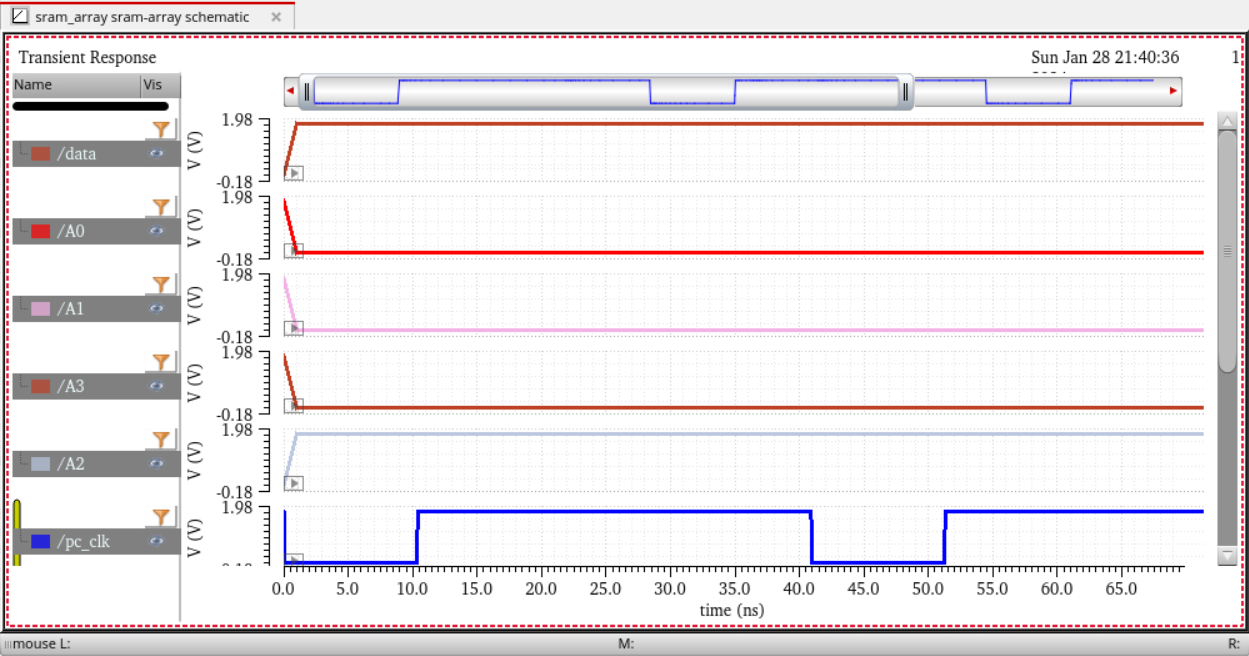 sram_array sram-array schematic
Transient Response
Sun Jan 28 21:40:36
1
Name Vis
1.98
V (V)
/data
-0.18
1.98
V (V)
/A0
-0.18
1.98
V (V)
/A1
-0.18
1.98
V (V)
/A3
-0.18
1.98
V (V)
/A2
-0.18
1.98
V (V)
/pc_clk
0.0 5.0 10.0 15.0 20.0 25.0 30.0 35.0 40.0 45.0 50.0 55.0 60.0 65.0
time (ns)
mouse L: M: R: